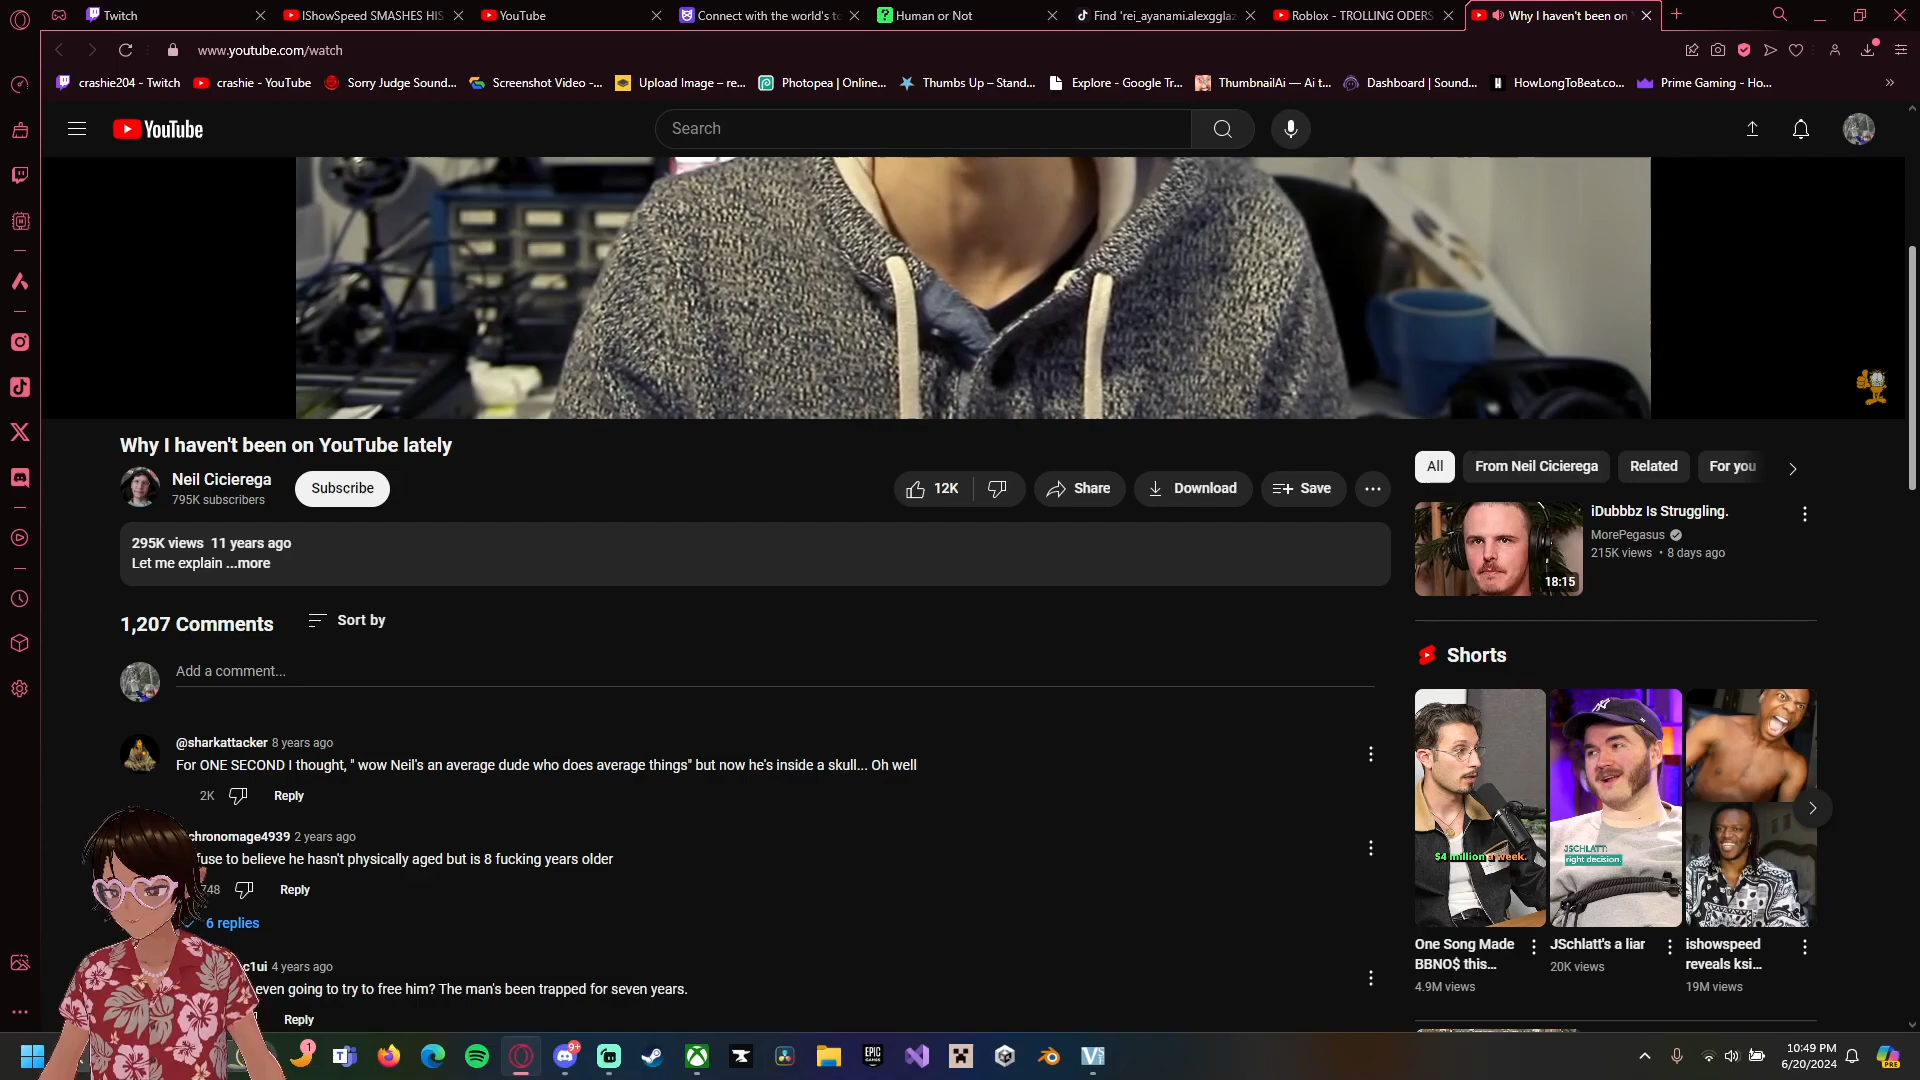 Twitch
IShowSpeed SMASHES HIS
YouTube
Connect with the world's to
Human or Not
Find 'rei_ayanami.alexgglaz
Roblox - TROLLING ODERS
Why I haven't been on
www.youtube.com/watch
crashie204 - Twitch
crashie - YouTube
Sorry Judge Sound...
Screenshot Video -...
Upload Image – re...
Photopea | Online...
Thumbs Up – Stand...
Explore - Google Tr...
ThumbnailAi — Ai t...
Dashboard | Sound...
HowLongToBeat.co...
Prime Gaming - Ho...
YouTube
Search
Why I haven't been on YouTube lately
Neil Cicierega
795K subscribers
Subscribe
12K
Share
Download
Save
295K views 11 years ago
Let me explain ...more
1,207 Comments
Sort by
Add a comment...
@sharkattacker 8 years ago
For ONE SECOND I thought, " wow Neil's an average dude who does average things" but now he's inside a skull... Oh well
2K
Reply
chronomage4939 2 years ago
fuse to believe he hasn't physically aged but is 8 fucking years older
748
Reply
6 replies
c1ui 4 years ago
even going to try to free him? The man's been trapped for seven years.
Reply
All
From Neil Cicierega
Related
For you
18:15
iDubbbz Is Struggling.
MorePegasus
215K views • 8 days ago
Shorts
$4 million a week.
JSCHLATT:
right decision.
One Song Made
BBNO$ this...
4.9M views
JSchlatt's a liar
20K views
ishowspeed
reveals ksi...
19M views
1
9+
EPIC
GAMES
PRE
10:49 PM
6/20/2024